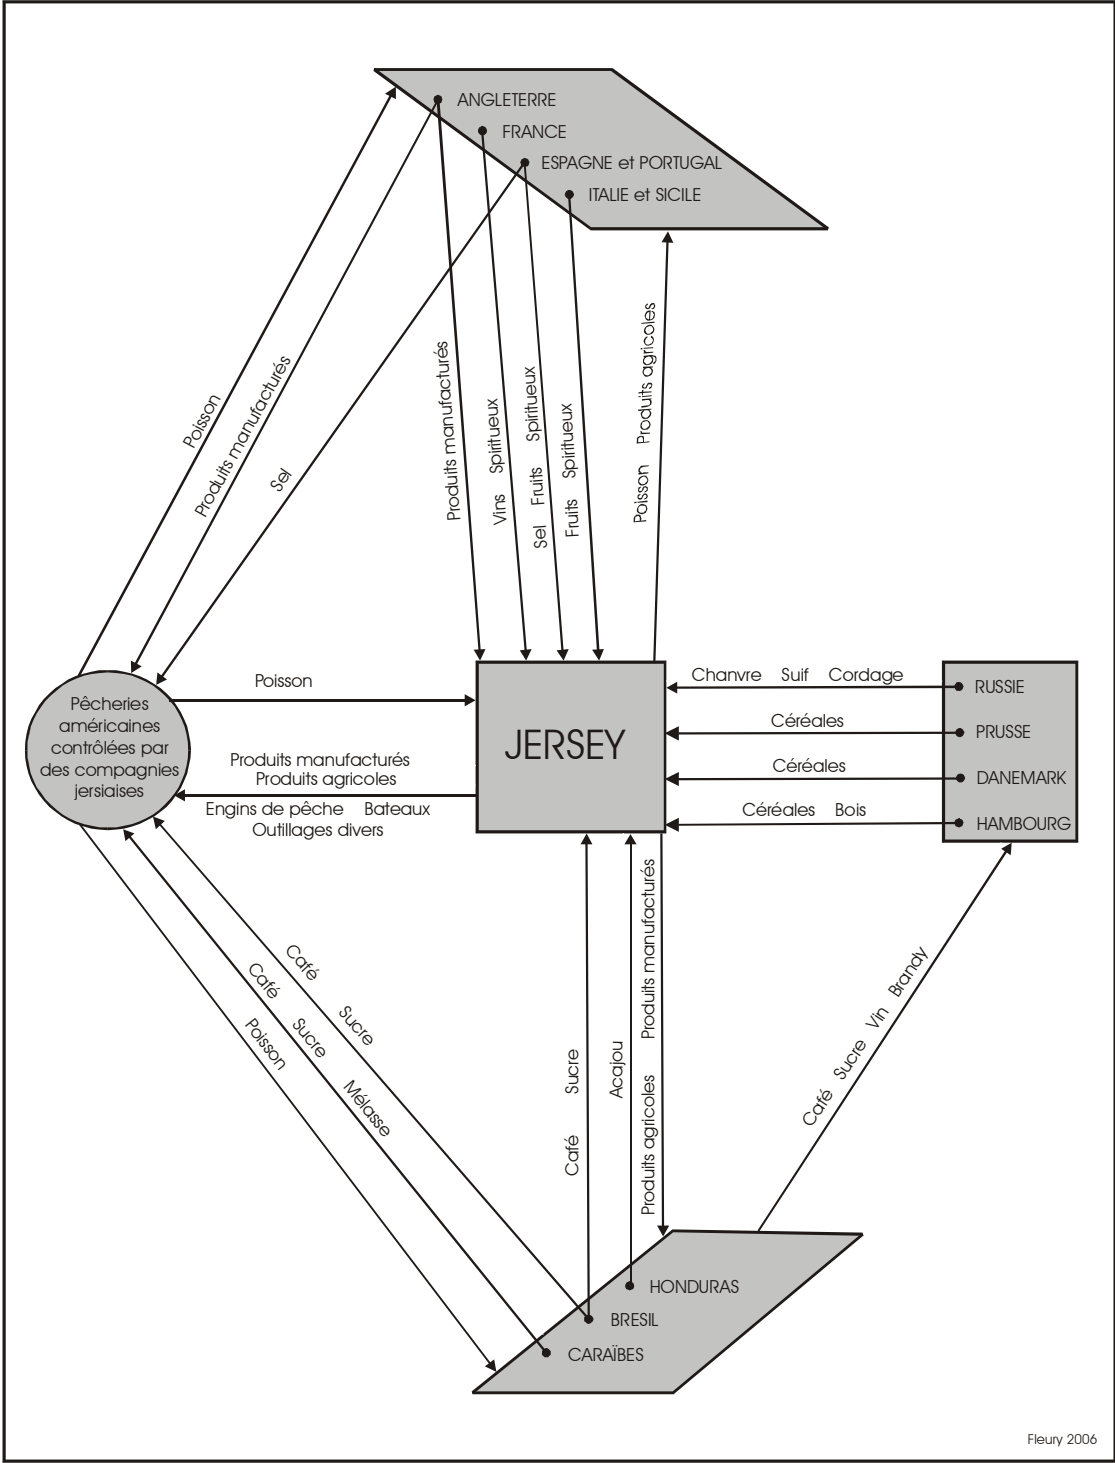 ANGLETERRE
FRANCE
ESPAGNE et PORTUGAL
ITALIE et SICILE
Poisson
Produits manufacturés
Sel
Produits manufacturés
Vins Spiritueux
Sel Fruits Spiritueux
Fruits Spiritueux
Poisson Produits agricoles
Pêcheries
américaines
contrôlées par
des compagnies
jersiaises
Poisson
Produits manufacturés
Produits agricoles
Engins de pêche Bateaux
Outillages divers
JERSEY
Chanvre Suif Cordage
Céréales
Céréales
Céréales Bois
RUSSIE
PRUSSE
DANEMARK
HAMBOURG
Café Sucre
Café Sucre Mélasse
Poisson
Café Sucre
Acajou
Produits agricoles Produits manufacturés
Café Sucre Vin Brandy
HONDURAS
BRESIL
CARAÏBES
Fleury 2006